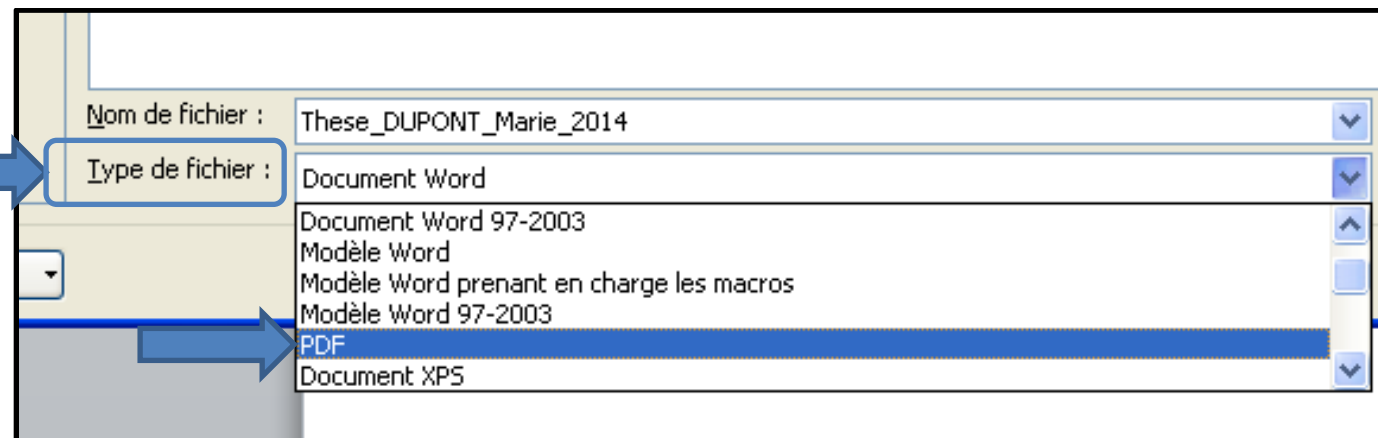 Nom de fichier : These_DUPONT_Marie_2014
Type de fichier : Document Word
Document Word 97-2003
Modèle Word
Modèle Word prenant en charge les macros
Modèle Word 97-2003
PDF
Document XPS